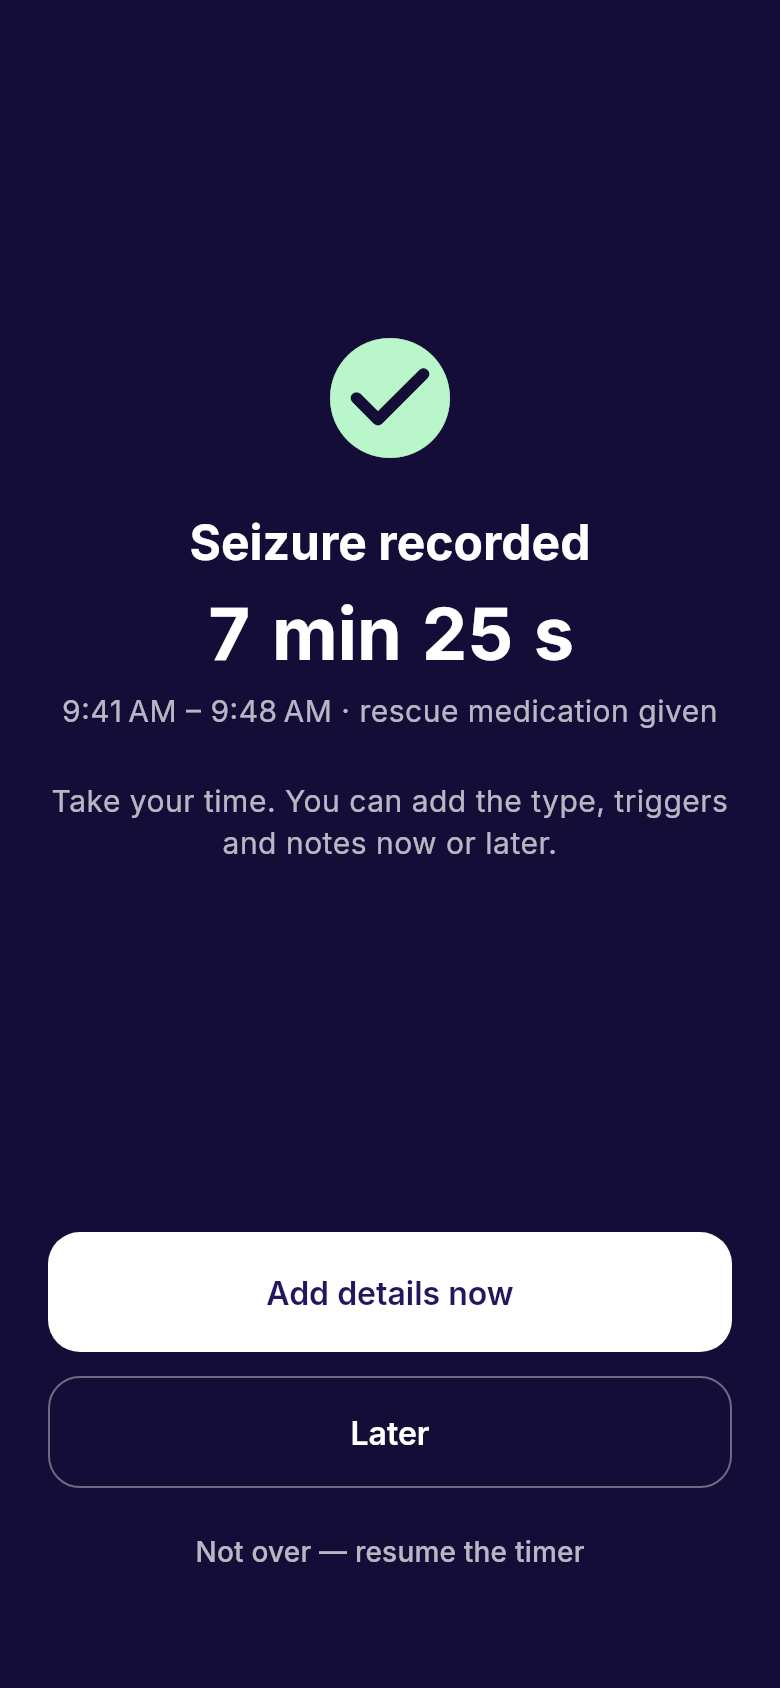 Seizure recorded
7 min 25 s
9:41 AM – 9:48 AM · rescue medication given
Take your time. You can add the type, triggers
and notes now or later.
Add details now
Later
Not over — resume the timer